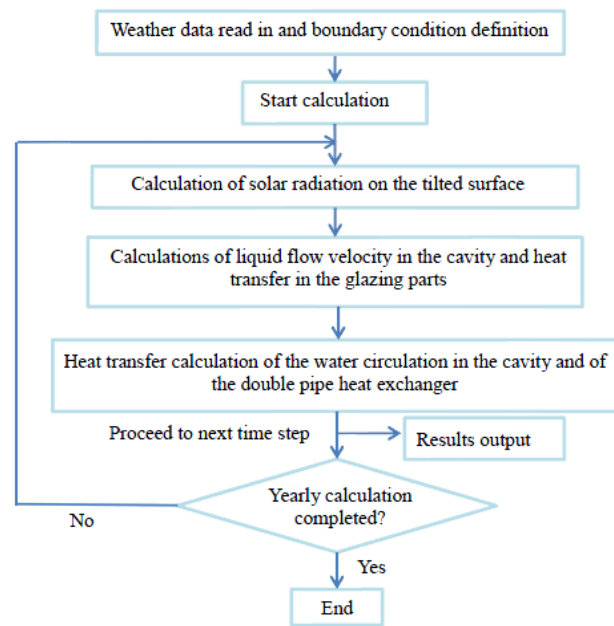 Weather data read in and boundary condition definition
Start calculation
Calculation of solar radiation on the tilted surface
Calculations of liquid flow velocity in the cavity and heat
transfer in the glazing parts
Heat transfer calculation of the water circulation in the cavity and of
the double pipe heat exchanger
Proceed to next time step
Results output
Yearly calculation
completed?
No
Yes
End